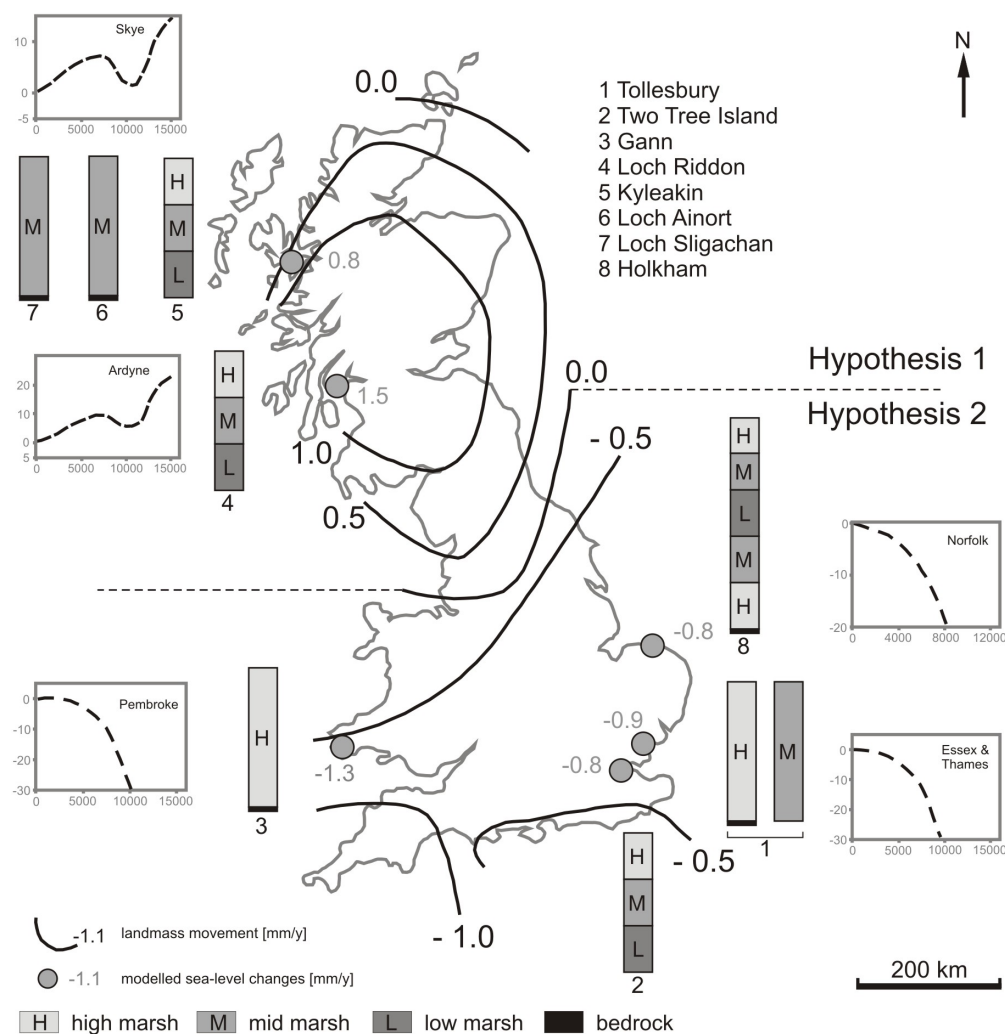 Skye
10
0
-5
0 5000 10000 15000
0.0
N
1 Tollesbury
2 Two Tree Island
3 Gann
4 Loch Riddon
5 Kyleakin
6 Loch Ainort
7 Loch Sligachan
8 Holkham
M
M
H
M
L
7
6
5
0.8
Ardyne
20
10
0
5
0 5000 10000 15000
H
M
L
4
1.5
1.0
0.5
0.0
Hypothesis 1
Hypothesis 2
- 0.5
H
M
L
M
H
8
Norfolk
0
-10
-20
0 4000 8000 12000
-0.8
Pembroke
0
-10
-20
-30
0 5000 10000 15000
H
3
-1.3
-0.9
-0.8
H
M
1
Essex &
Thames
0
-10
-20
-30
0 5000 10000 15000
- 0.5
- 1.0
H
M
L
2
-1.1 landmass movement [mm/y]
-1.1 modelled sea-level changes [mm/y]
200 km
H high marsh M mid marsh L low marsh bedrock